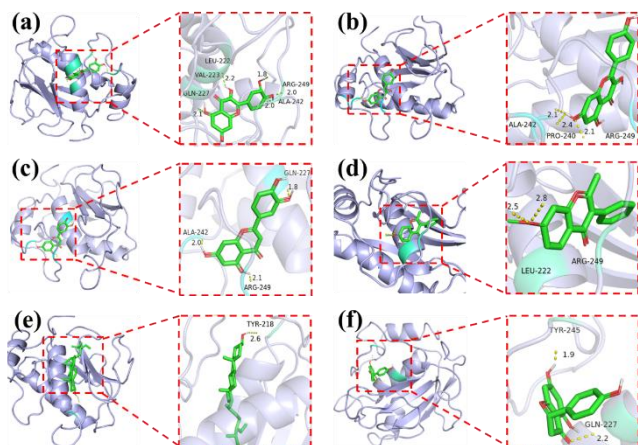 (a)
LEU-222
VAL-223
2.2
1.8
ARG-249
GLN-227
2.0
2.0
ALA-242
2.1
(b)
2.1
ALA-242
2.4
PRO-240
2.1
ARG-249
(c)
GLN-227
1.8
ALA-242
2.0
2.1
ARG-249
(d)
2.5
2.8
ARG-249
LEU-222
(e)
TYR-218
2.6
(f)
TYR-245
1.9
GLN-227
2.2